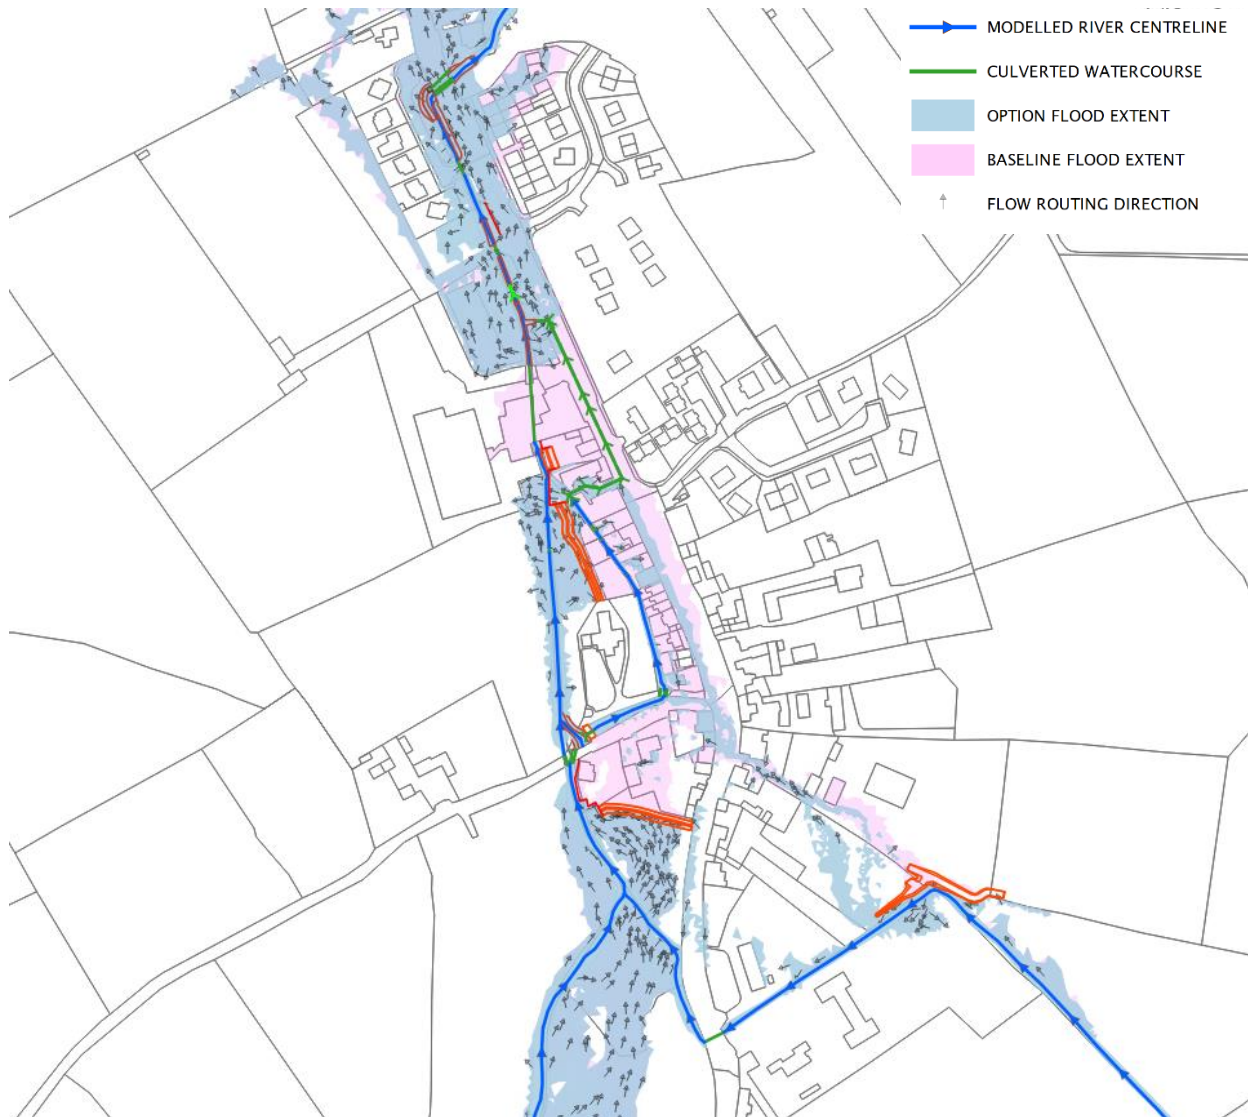 MODELLED RIVER CENTRELINE
CULVERTED WATERCOURSE
OPTION FLOOD EXTENT
BASELINE FLOOD EXTENT
FLOW ROUTING DIRECTION